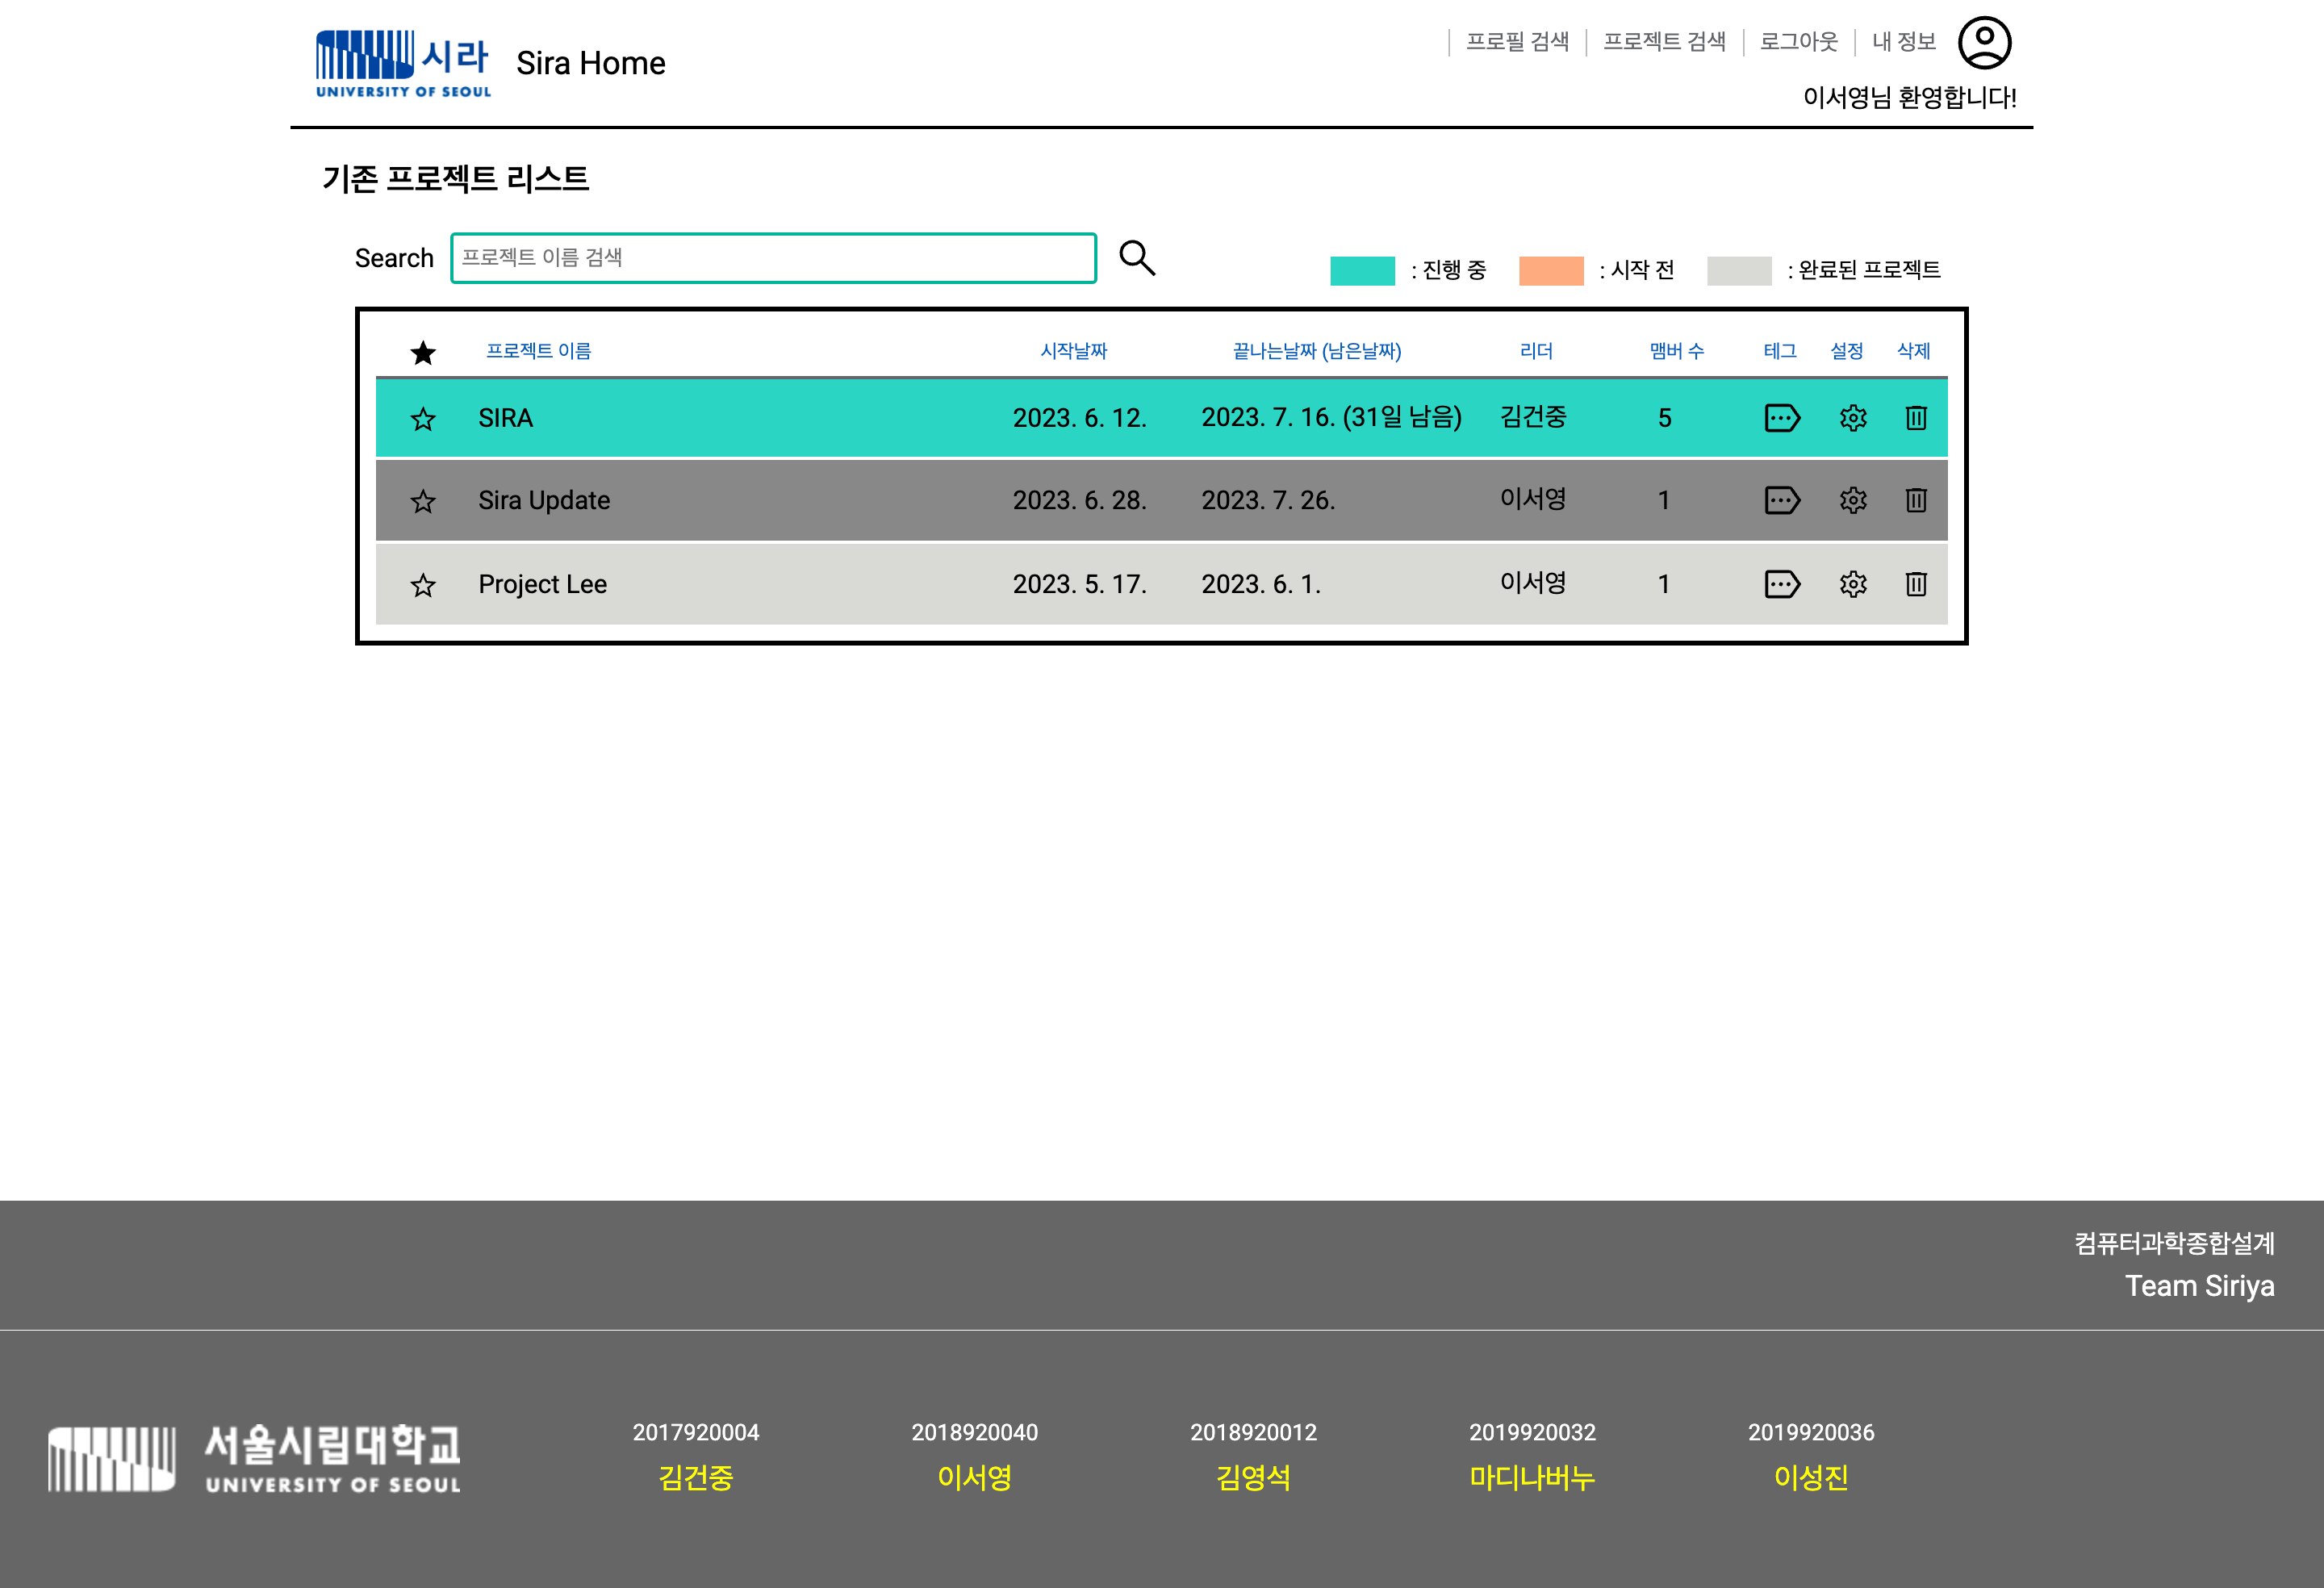 시라
UNIVERSITY OF SEOUL
Sira Home
프로필 검색
프로젝트 검색
로그아웃
내 정보
이서영님 환영합니다!
기존 프로젝트 리스트
Search
프로젝트 이름 검색
: 진행 중
: 시작 전
: 완료된 프로젝트
프로젝트 이름 시작날짜 끝나는날짜 (남은날짜) 리더 맴버 수 테그 설정 삭제
SIRA 2023. 6. 12. 2023. 7. 16. (31일 남음) 김건중 5
Sira Update 2023. 6. 28. 2023. 7. 26. 이서영 1
Project Lee 2023. 5. 17. 2023. 6. 1. 이서영 1
컴퓨터과학종합설계
Team Siriya
서울시립대학교
UNIVERSITY OF SEOUL
2017920004 2018920040 2018920012 2019920032 2019920036
김건중 이서영 김영석 마디나버누 이성진